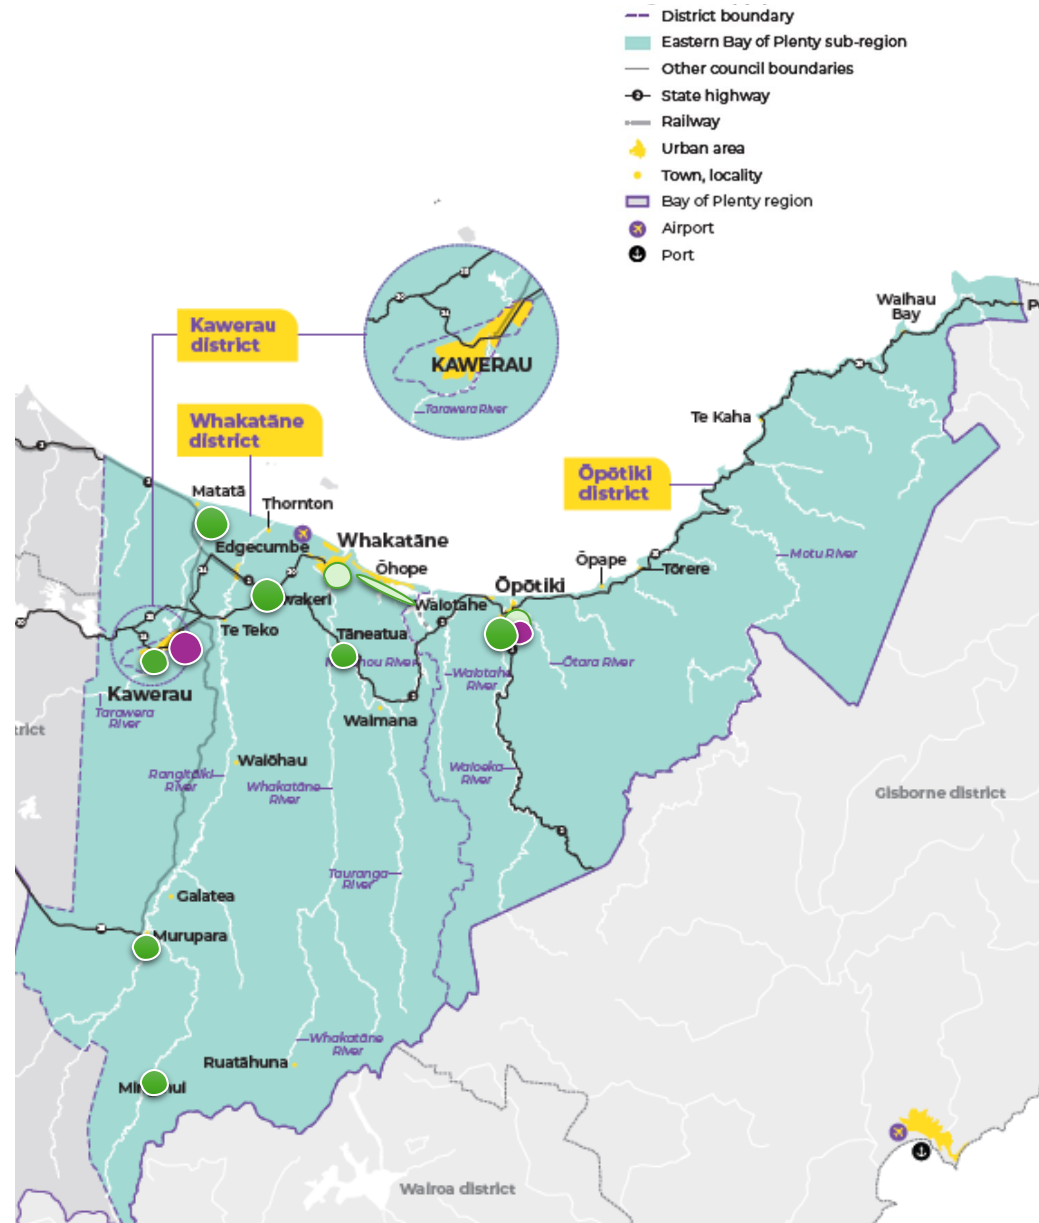 District boundary
Eastern Bay of Plenty sub-region
Other council boundaries
2
State highway
Railway
Urban area
Town, locality
Bay of Plenty region
Airport
Port
Kawerau
district
KAWERAU
Tarawera River
Whakatāne
district
Ōpōtiki
district
Waihau
Bay
Te Kaha
Matatā
Thornton
Edgecumbe
Whakatāne
Ōhope
Ōpōtiki
Ōpape
Tōrere
Motu River
Waiotahe
Te Teko
Tāneatua
Kawerau
Tarawera
River
Waimana
Ōtara River
River
Waiōhau
Rangitāiki
River
Whakatāne
River
Waioeka
River
Gisborne district
Tauranga
River
Galatea
Murupara
Whakatāne
River
Ruatāhuna
Wairoa district